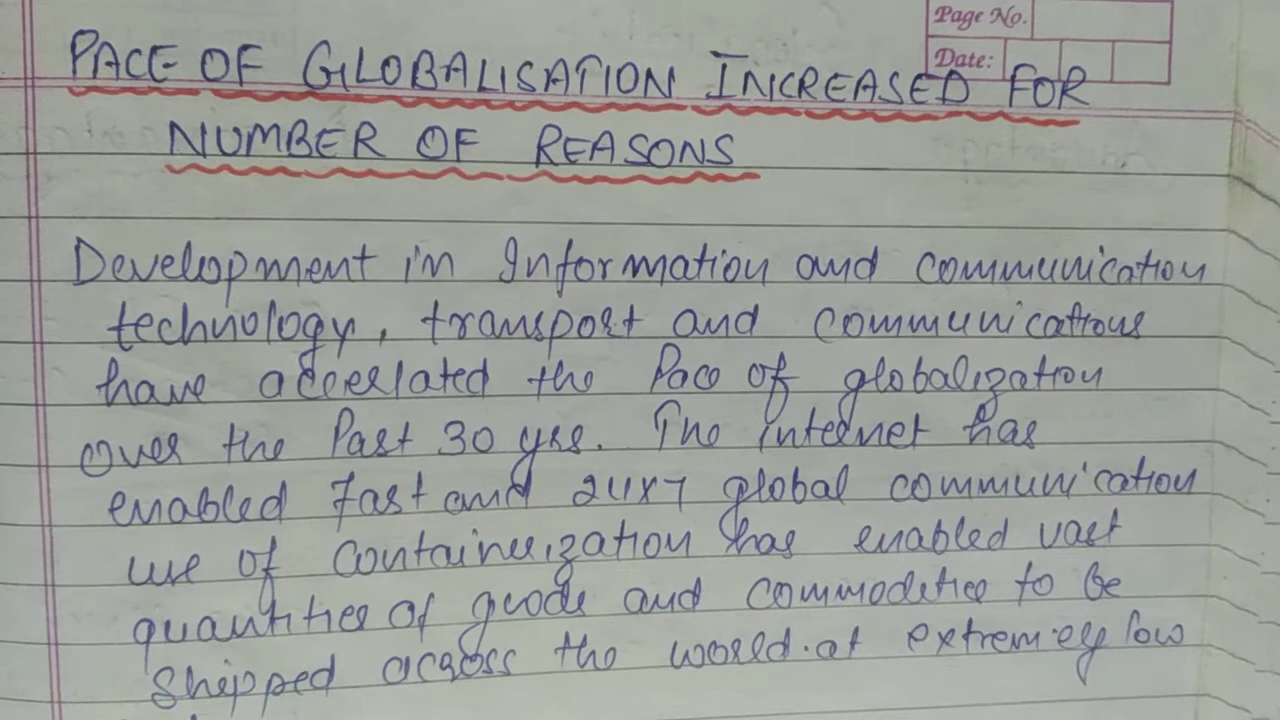 Page No.
Date:
PACE OF GLOBALISATION INCREASED FOR
NUMBER OF REASONS
Development in Information and communication
technology, transport and communications
have acceerlated the Pace of globalization
over the Past 30 yrs. The internet has
enabled fast and 24x7 global communication
use of containerization has enabled vast
quantities of goods and commodities to be
shipped across the world. at extremely low